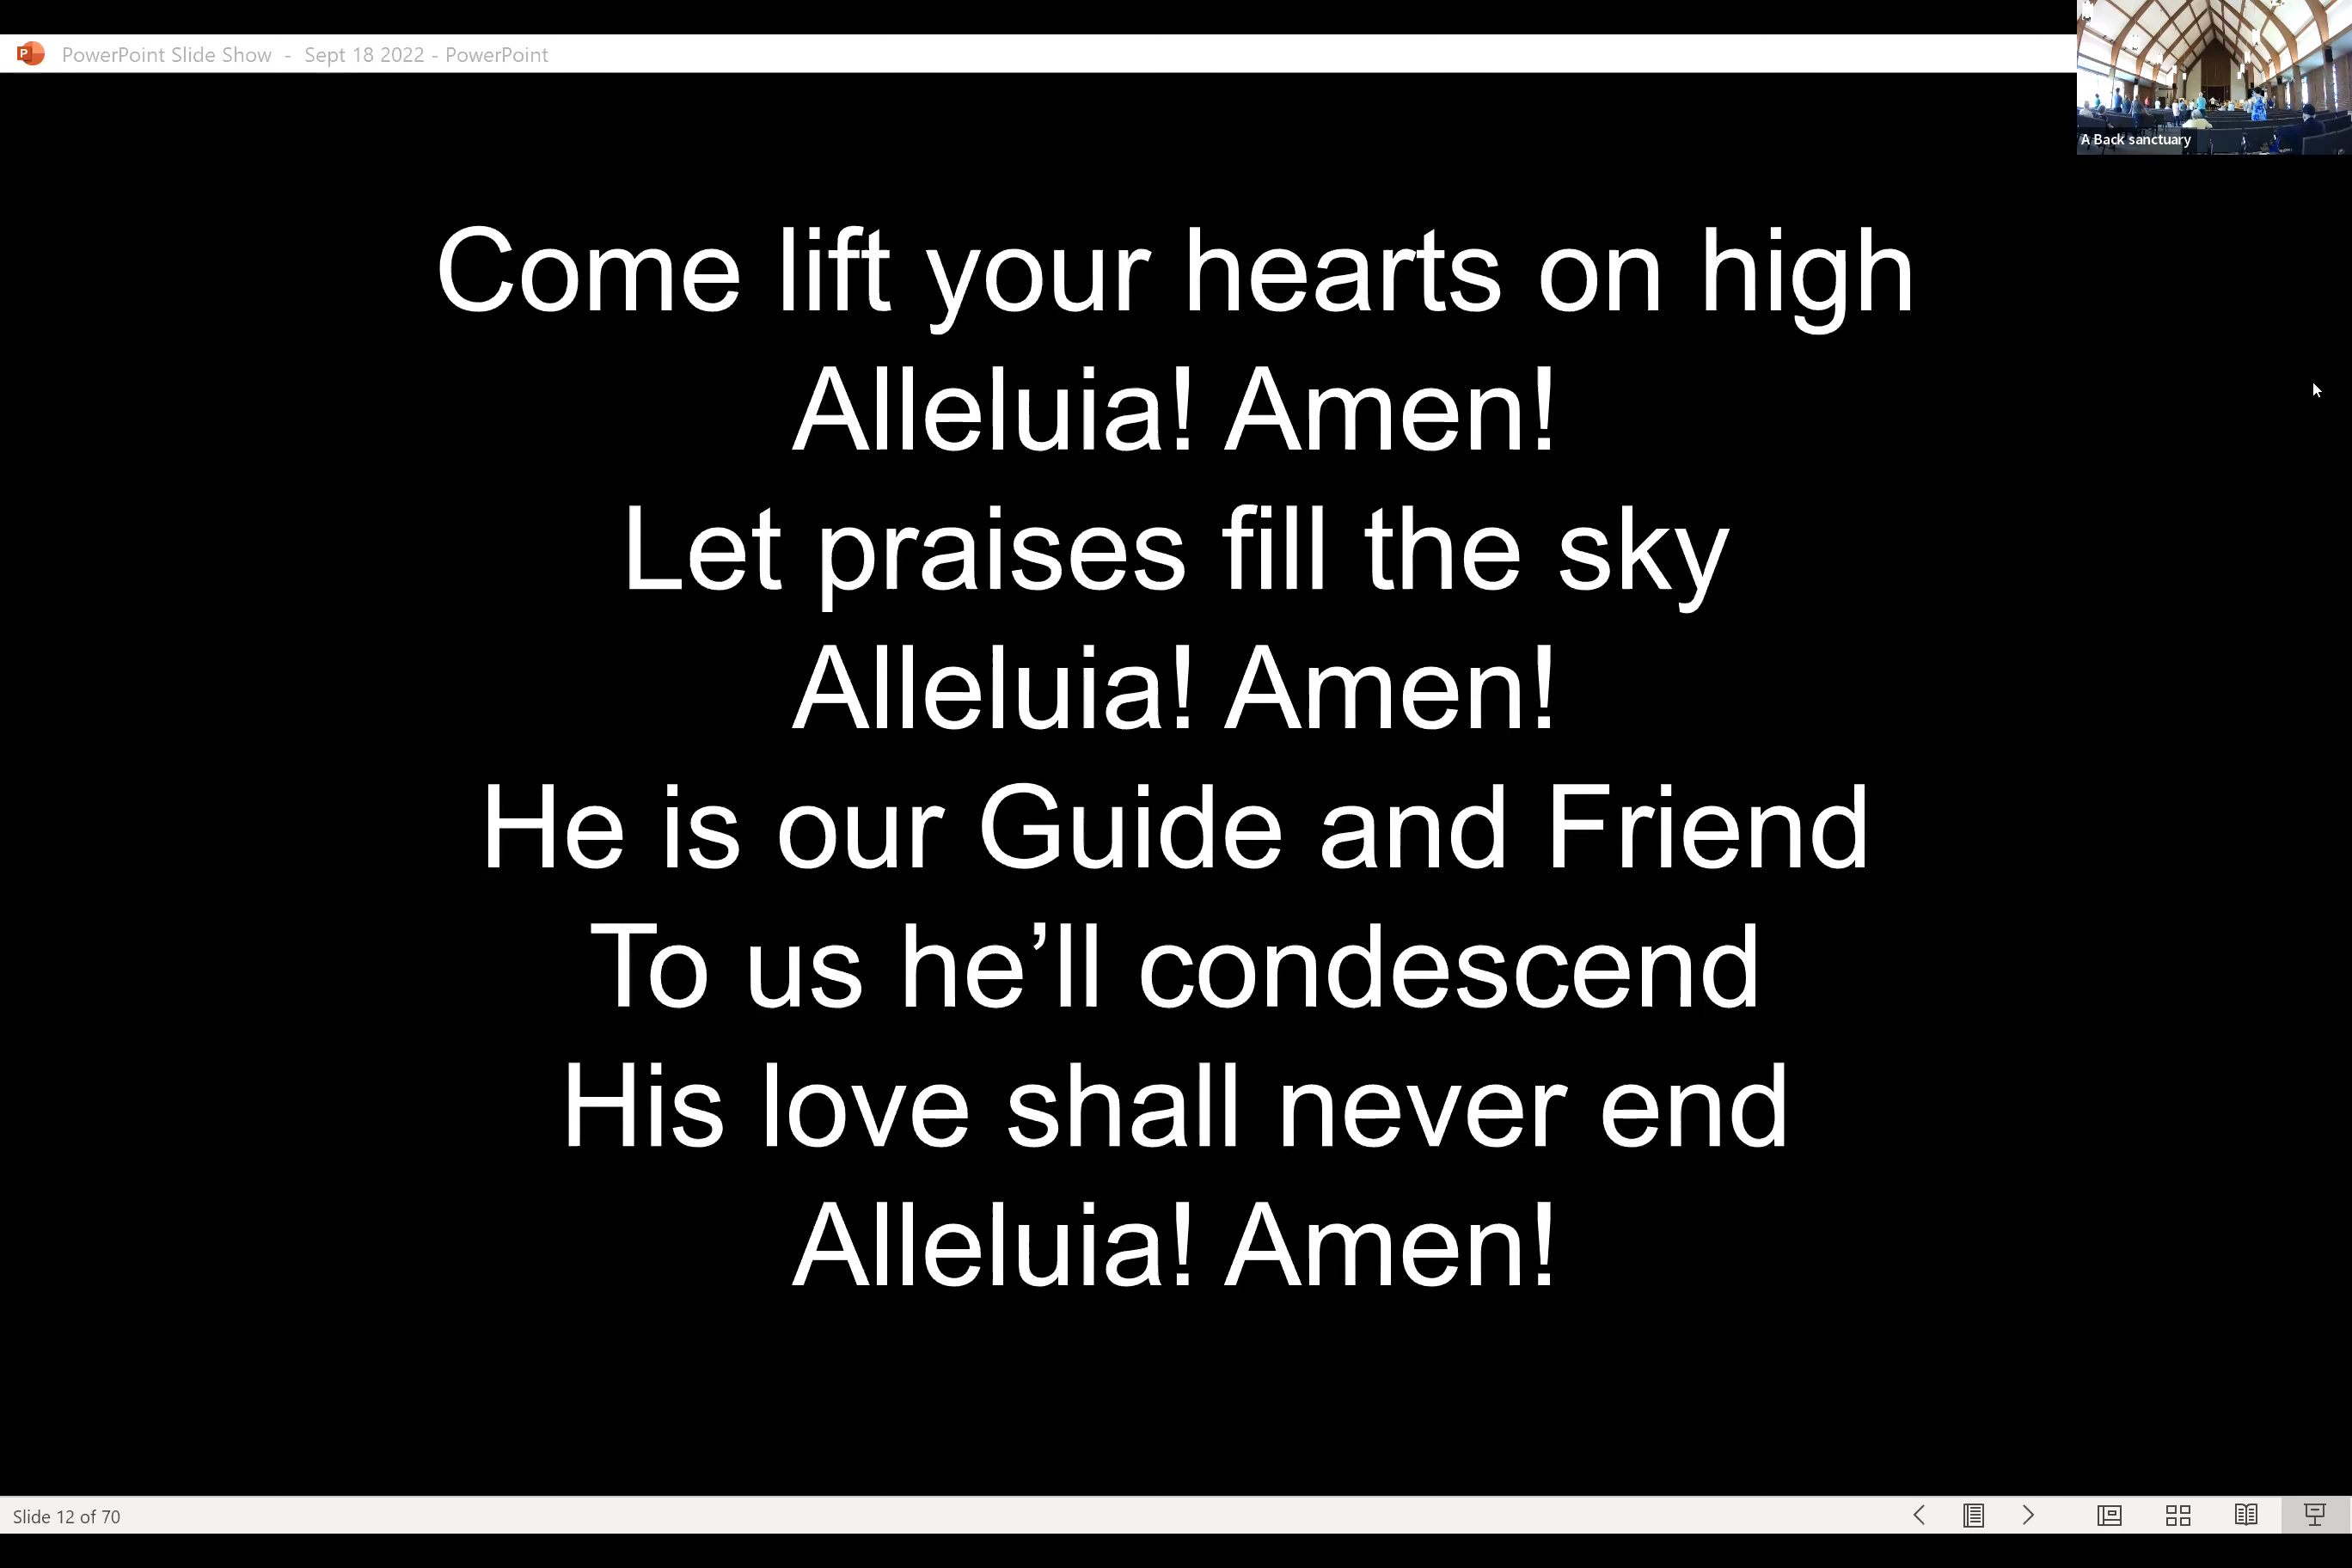 PowerPoint Slide Show - Sept 18 2022 - PowerPoint
A Back sanctuary
Come lift your hearts on high
Alleluia! Amen!
Let praises fill the sky
Alleluia! Amen!
He is our Guide and Friend
To us he’ll condescend
His love shall never end
Alleluia! Amen!
Slide 12 of 70